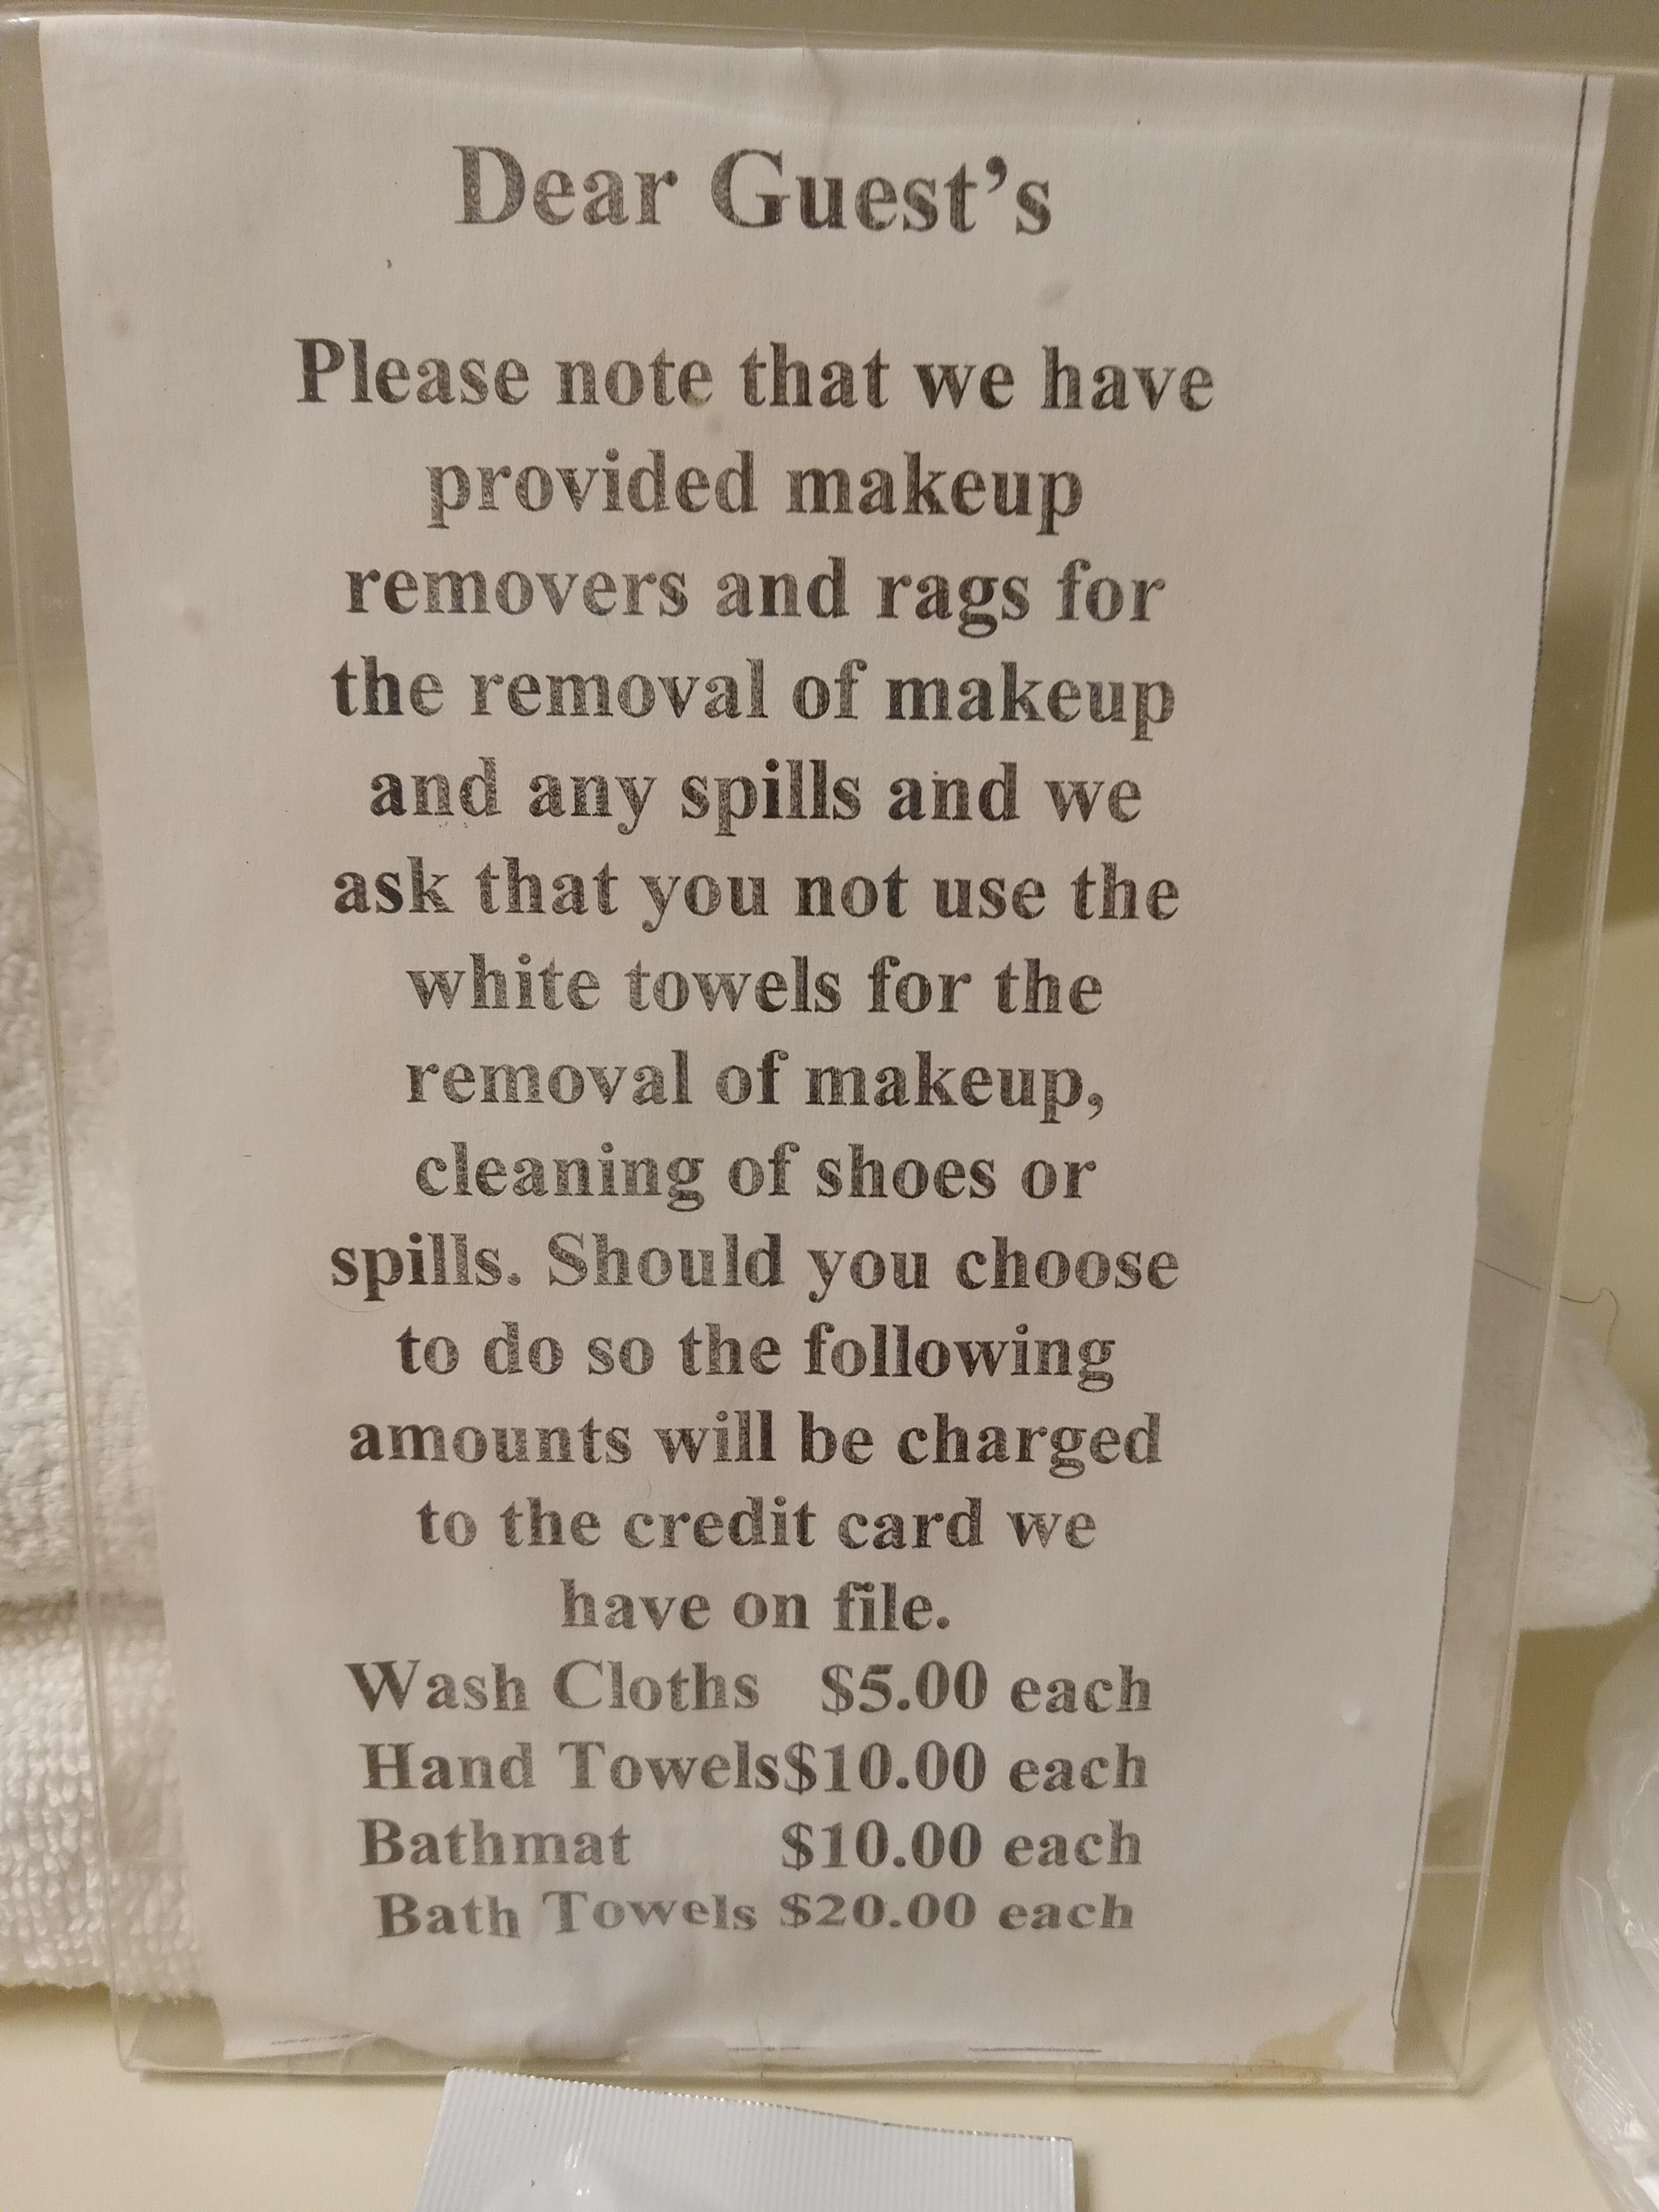 Dear Guest’s
Please note that we have
provided makeup
removers and rags for
the removal of makeup
and any spills and we
ask that you not use the
white towels for the
removal of makeup,
cleaning of shoes or
spills. Should you choose
to do so the following
amounts will be charged
to the credit card we
have on file.
Wash Cloths $5.00 each
Hand Towels$10.00 each
Bathmat $10.00 each
Bath Towels $20.00 each